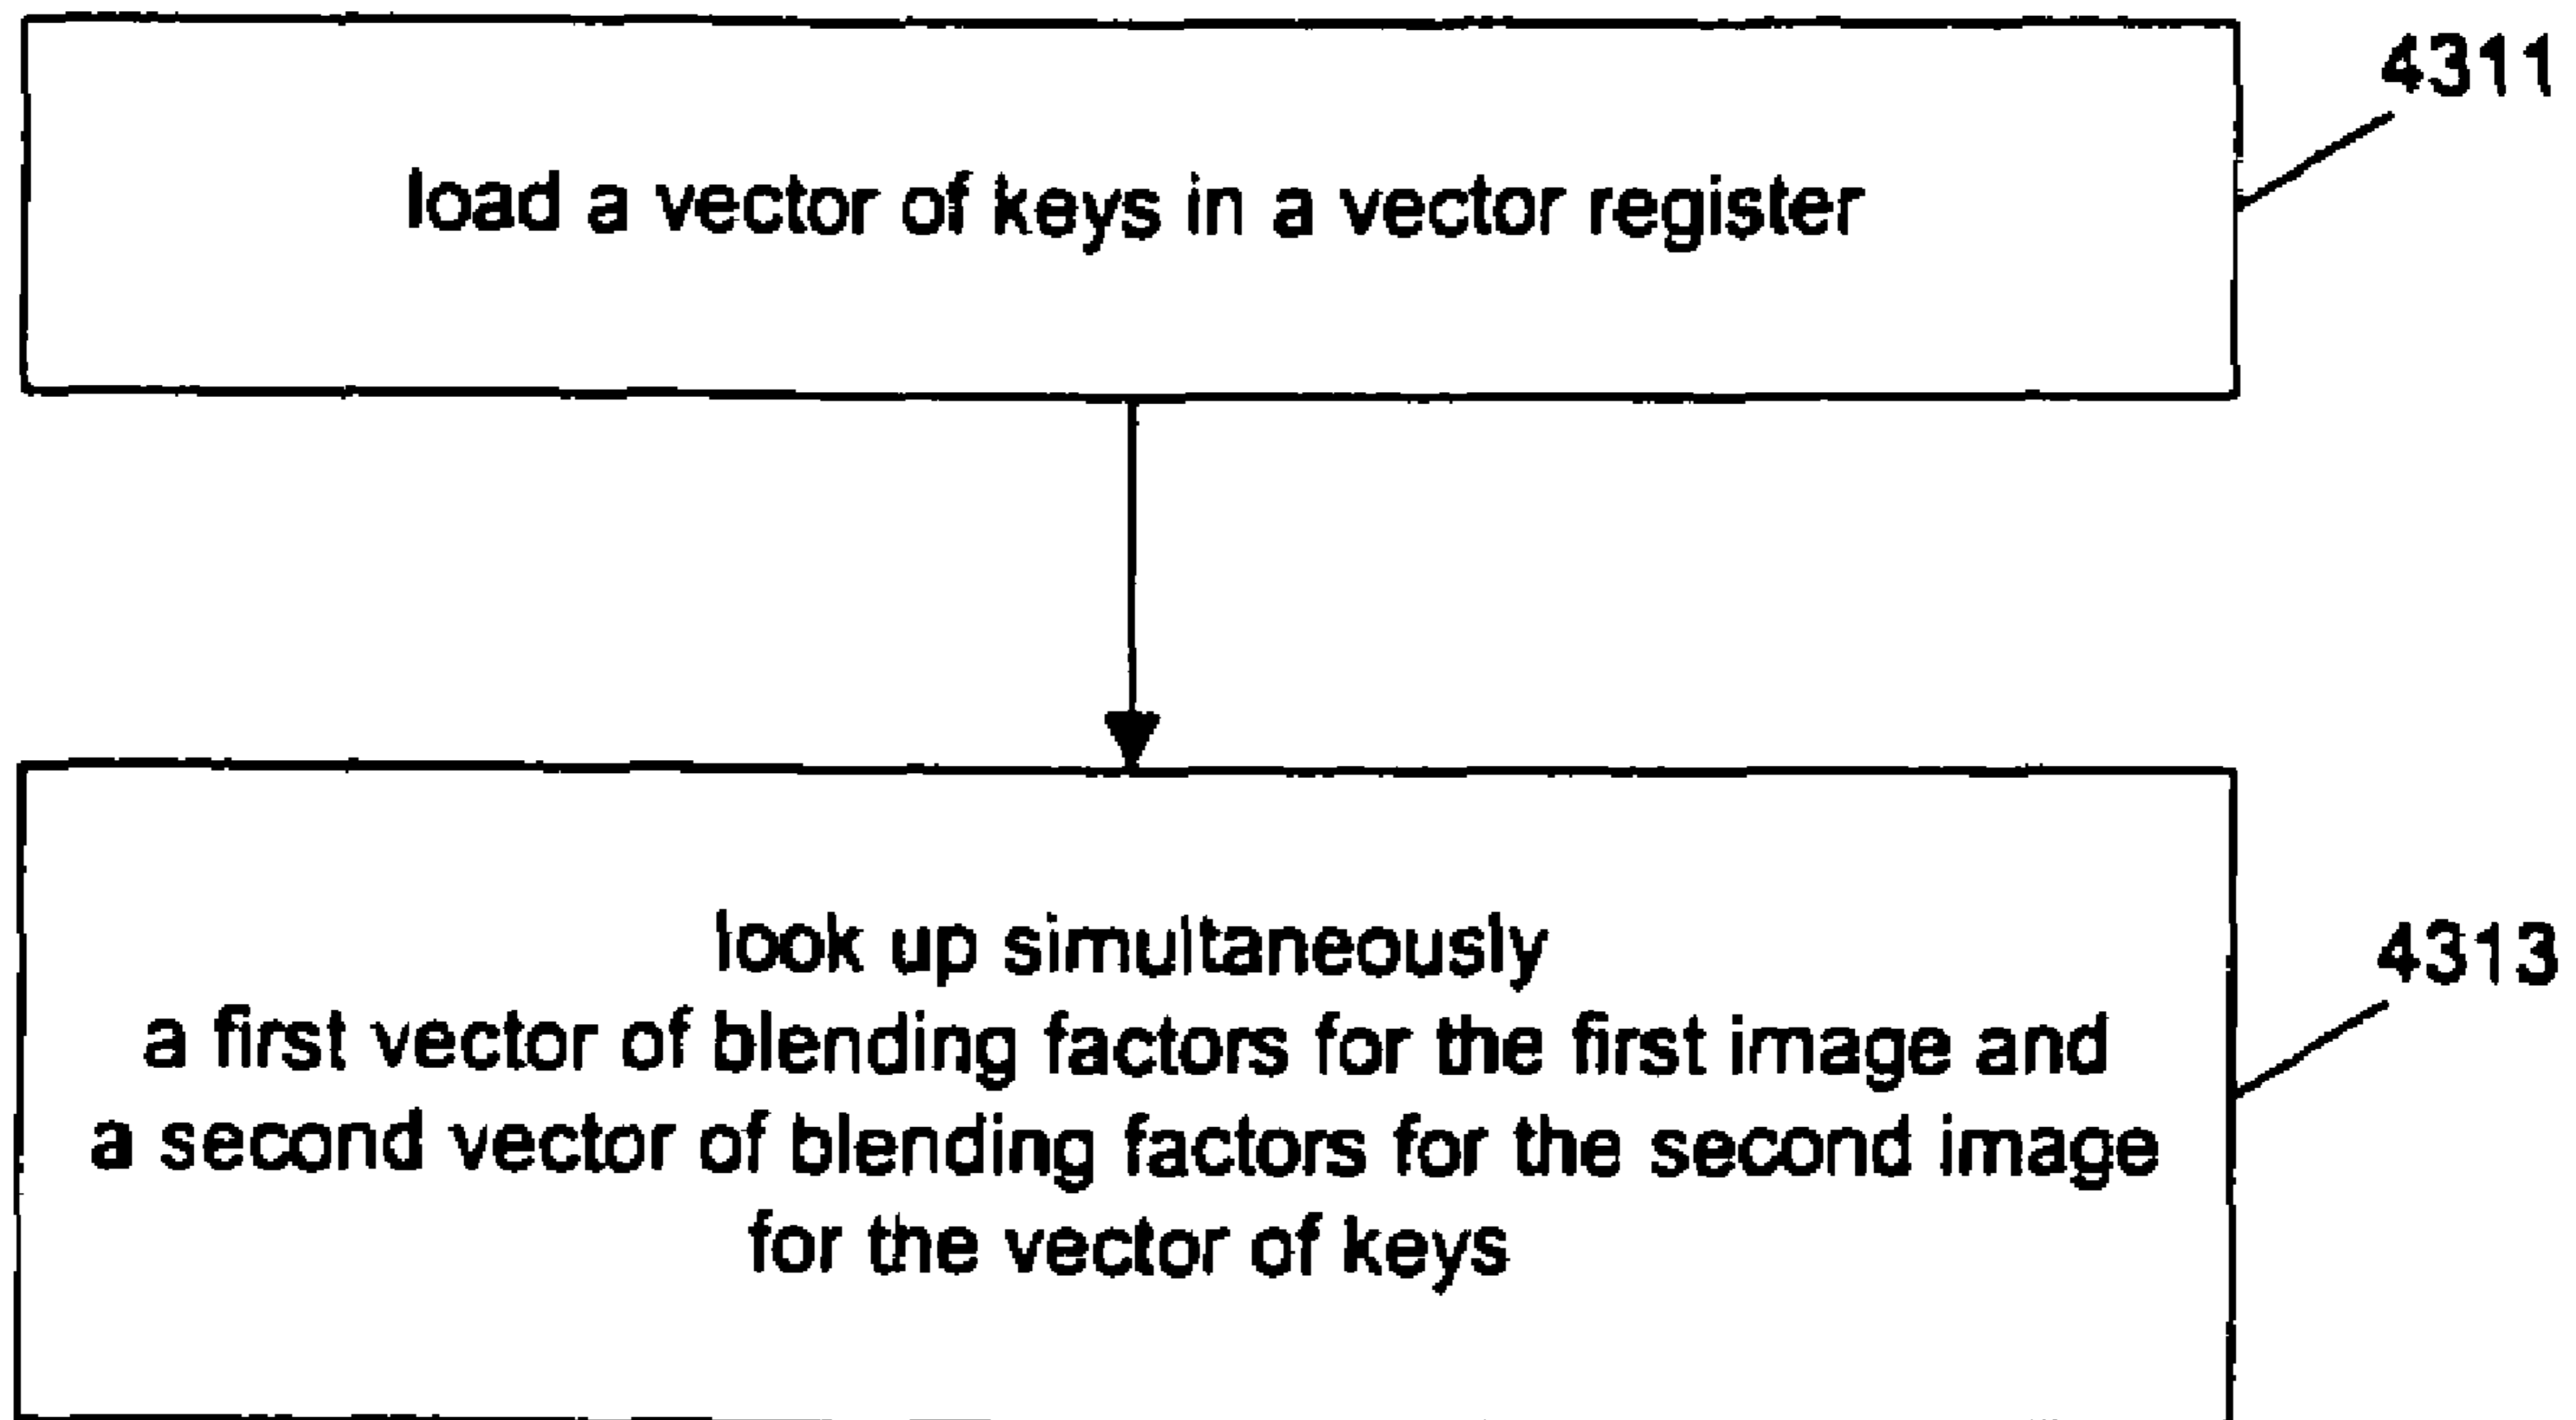 4311
load a vector of keys in a vector register
look up simultaneously
a first vector of blending factors for the first image and
a second vector of blending factors for the second image
for the vector of keys
4313